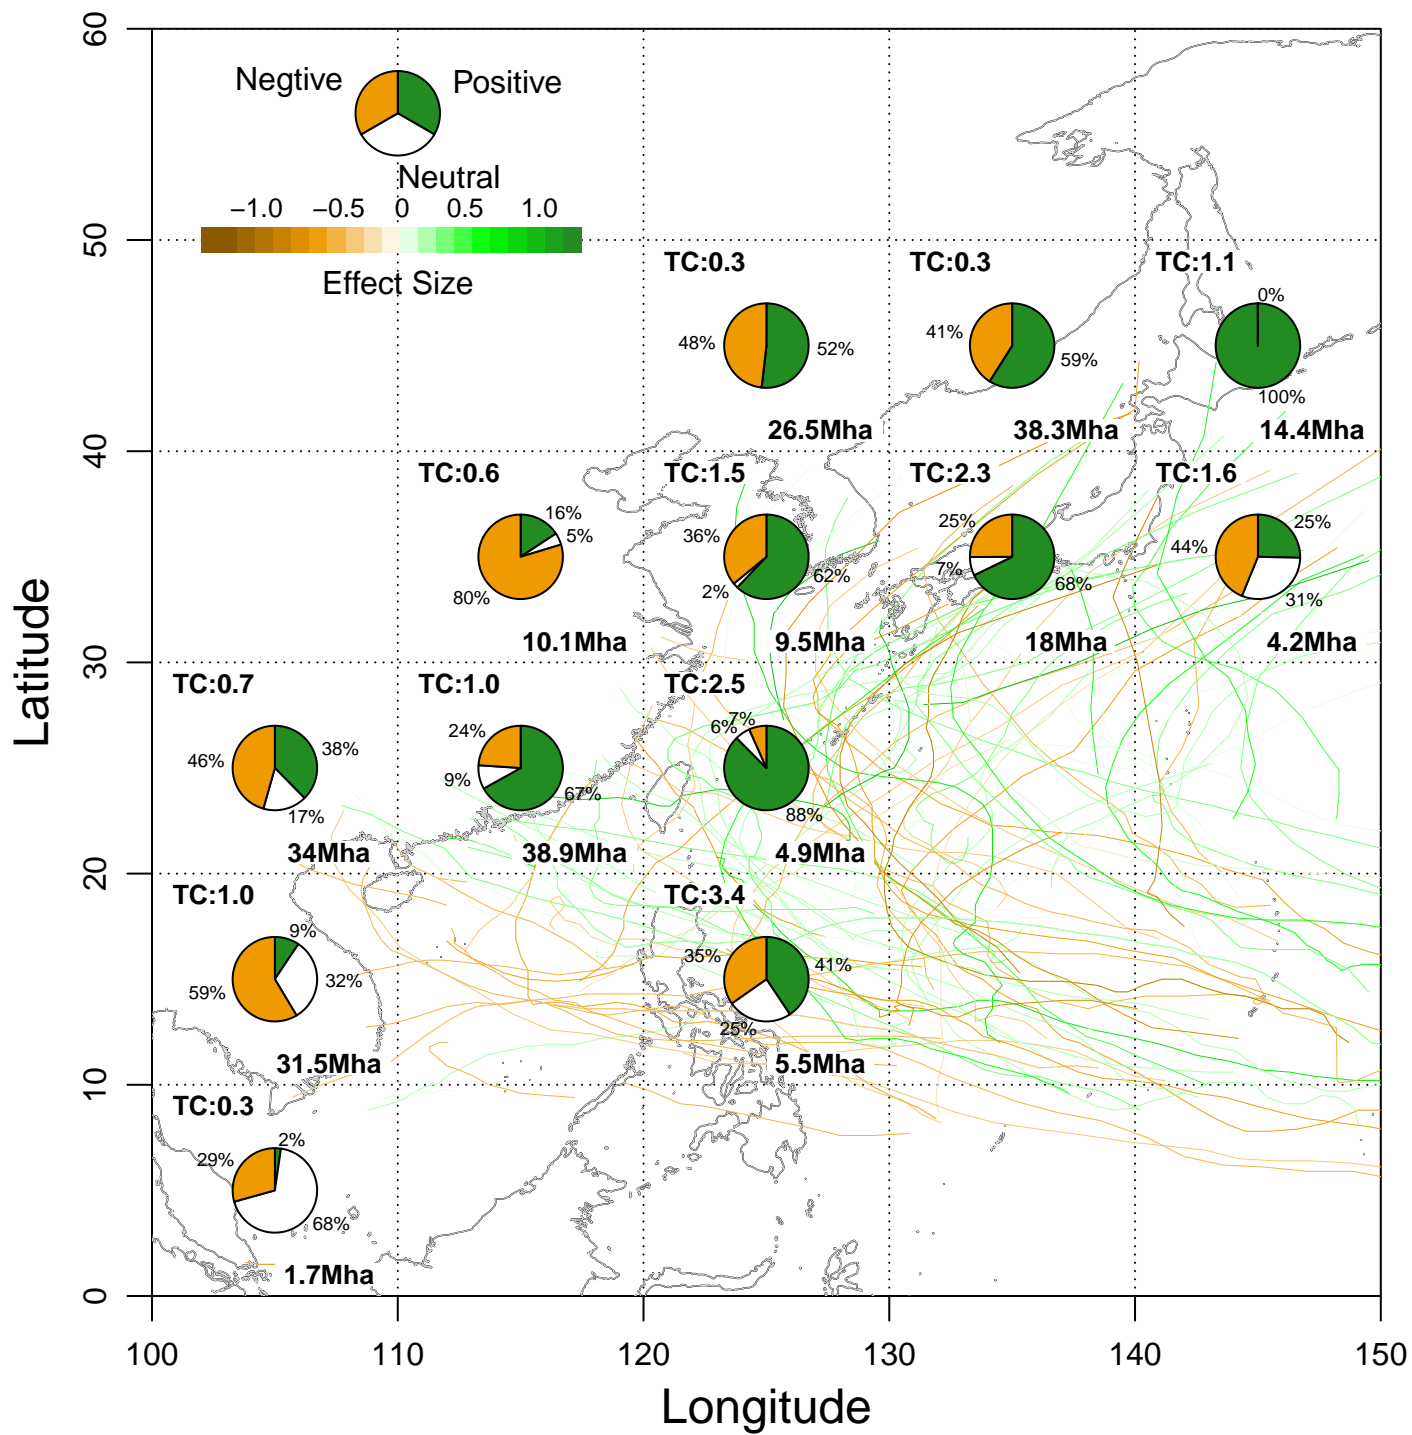 60
Negtive
Positive
Neutral
−1.0 −0.5 0 0.5 1.0
Effect Size
50
TC:0.3 TC:0.3 TC:1.1
0%
48% 52% 41% 59%
100%
26.5Mha 38.3Mha 14.4Mha
40
TC:0.6 TC:1.5 TC:2.3 TC:1.6
16% 5% 80%
36% 2% 62%
25% 7% 68%
25% 44% 31%
10.1Mha 9.5Mha 18Mha 4.2Mha
30
TC:0.7 TC:1.0 TC:2.5
46% 38% 17%
24% 9% 67%
6% 7% 88%
34Mha 38.9Mha 4.9Mha
20
TC:1.0 TC:3.4
9% 59% 32%
35% 41% 25%
31.5Mha 5.5Mha
10
TC:0.3
2%
29%
68%
1.7Mha
0
100 110 120 130 140 150
Longitude
Latitude